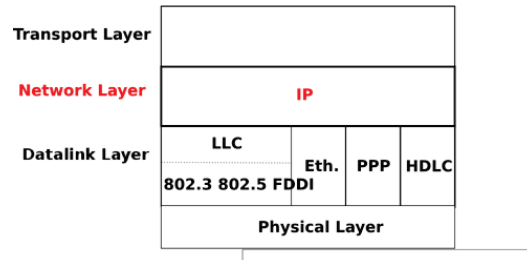 Transport Layer
Network Layer IP
Datalink Layer LLC Eth. PPP HDLC
802.3 802.5 FDDI
Physical Layer